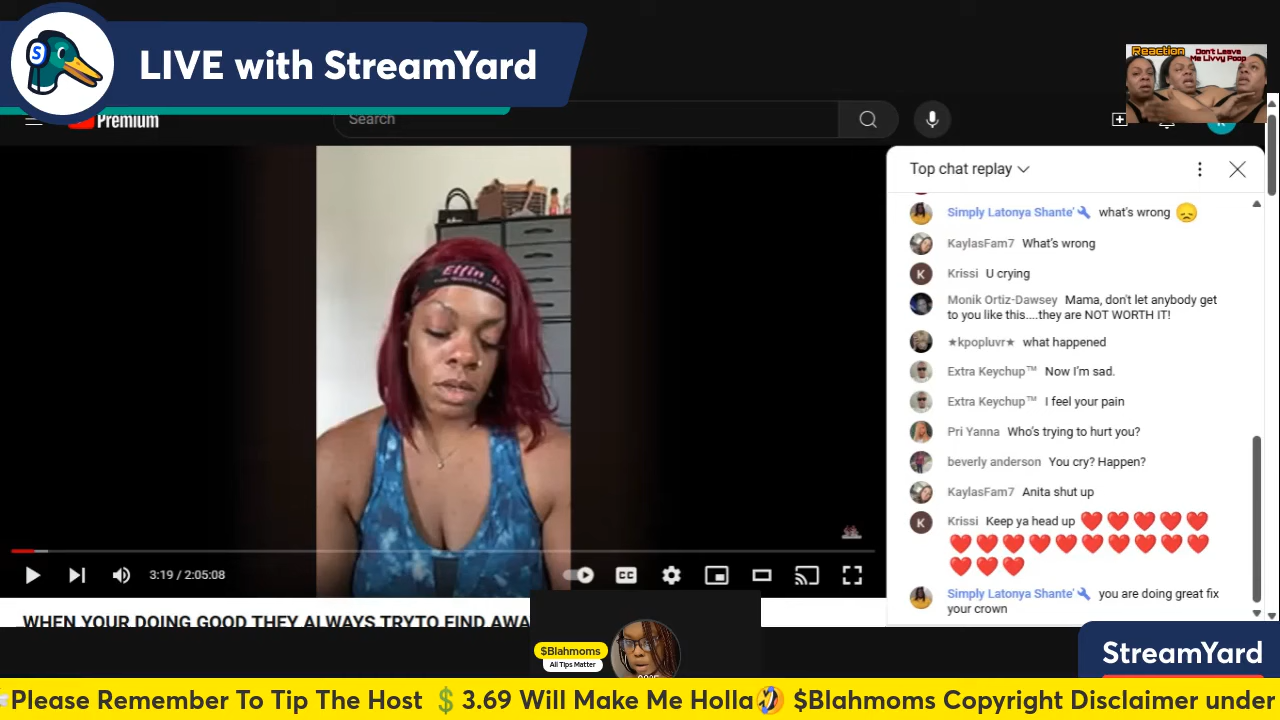 LIVE with StreamYard
Reaction
Don't Leave
Me Livvy Poop
Premium
Search
Top chat replay
Simply Latonya Shante' what's wrong
KaylasFam7 What's wrong
K Krissi U crying
Monik Ortiz-Dawsey Mama, don't let anybody get
to you like this....they are NOT WORTH IT!
★kpopluvr★ what happened
Extra Keychup™ Now I'm sad.
Extra Keychup™ I feel your pain
Pri Yanna Who's trying to hurt you?
beverly anderson You cry? Happen?
KaylasFam7 Anita shut up
K Krissi Keep ya head up ❤️❤️❤️❤️❤️
❤️❤️❤️❤️❤️❤️❤️❤️❤️❤️
❤️❤️❤️
Simply Latonya Shante' you are doing great fix
your crown
Elfin
3:19 / 2:05:08
CC
WHEN YOUR DOING GOOD THEY ALWAYS TRYTO FIND AWA
$Blahmoms
All Tips Matter
StreamYard
Please Remember To Tip The Host 💲3.69 Will Make Me Holla🤣 $Blahmoms Copyright Disclaimer under